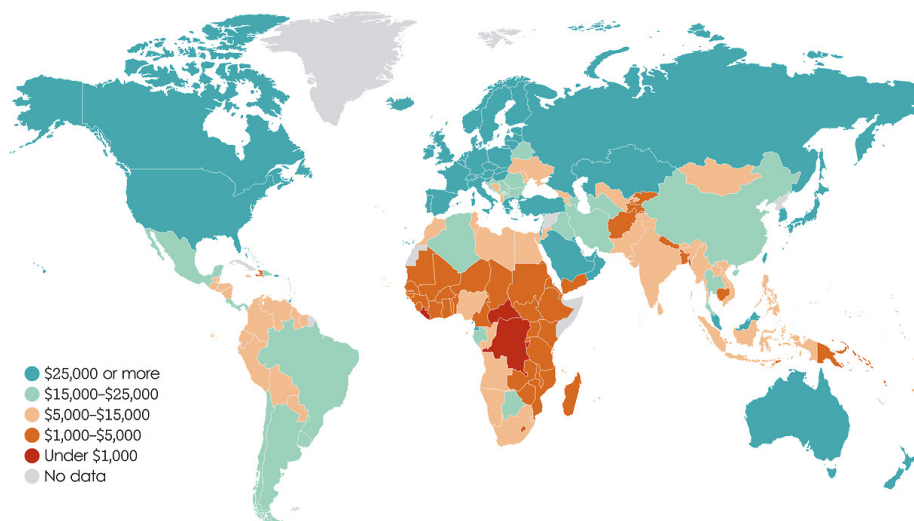 $25,000 or more
$15,000–$25,000
$5,000–$15,000
$1,000–$5,000
Under $1,000
No data